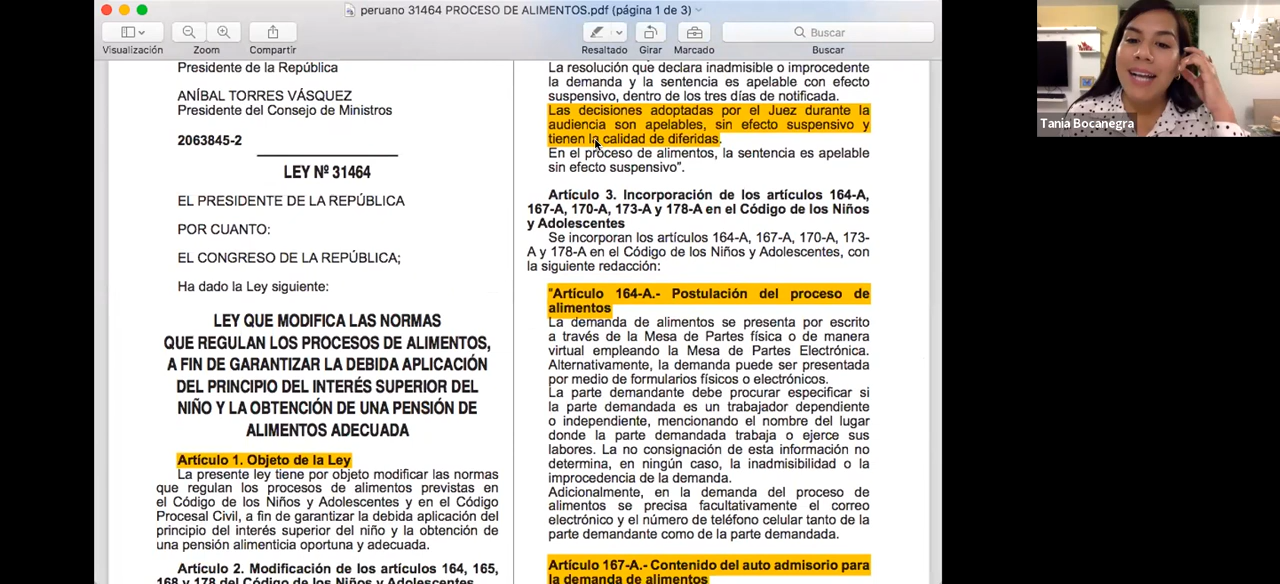 peruano 31464 PROCESO DE ALIMENTOS.pdf (página 1 de 3)
Visualización
Zoom
Compartir
Resaltado
Girar
Marcado
Buscar
Buscar
Presidente de la República
ANÍBAL TORRES VÁSQUEZ
Presidente del Consejo de Ministros
2063845-2
LEY Nº 31464
EL PRESIDENTE DE LA REPÚBLICA
POR CUANTO:
EL CONGRESO DE LA REPÚBLICA;
Ha dado la Ley siguiente:
LEY QUE MODIFICA LAS NORMAS
QUE REGULAN LOS PROCESOS DE ALIMENTOS,
A FIN DE GARANTIZAR LA DEBIDA APLICACIÓN
DEL PRINCIPIO DEL INTERÉS SUPERIOR DEL
NIÑO Y LA OBTENCIÓN DE UNA PENSIÓN DE
ALIMENTOS ADECUADA
Artículo 1. Objeto de la Ley
La presente ley tiene por objeto modificar las normas
que regulan los procesos de alimentos previstas en
el Código de los Niños y Adolescentes y en el Código
Procesal Civil, a fin de garantizar la debida aplicación del
principio del interés superior del niño y la obtención de
una pensión alimenticia oportuna y adecuada.
Artículo 2. Modificación de los artículos 164, 165,
168 y 178 del Código de los Niños y Adolescentes
La resolución que declara inadmisible o improcedente
la demanda y la sentencia es apelable con efecto
suspensivo, dentro de los tres días de notificada.
Las decisiones adoptadas por el Juez durante la
audiencia son apelables, sin efecto suspensivo y
tienen la calidad de diferidas.
En el proceso de alimentos, la sentencia es apelable
sin efecto suspensivo”.
Artículo 3. Incorporación de los artículos 164-A,
167-A, 170-A, 173-A y 178-A en el Código de los Niños
y Adolescentes
Se incorporan los artículos 164-A, 167-A, 170-A, 173-
A y 178-A en el Código de los Niños y Adolescentes, con
la siguiente redacción:
"Artículo 164-A.- Postulación del proceso de
alimentos
La demanda de alimentos se presenta por escrito
a través de la Mesa de Partes física o de manera
virtual empleando la Mesa de Partes Electrónica.
Alternativamente, la demanda puede ser presentada
por medio de formularios físicos o electrónicos.
La parte demandante debe procurar especificar si
la parte demandada es un trabajador dependiente
o independiente, mencionando el nombre del lugar
donde la parte demandada trabaja o ejerce sus
labores. La no consignación de esta información no
determina, en ningún caso, la inadmisibilidad o la
improcedencia de la demanda.
Adicionalmente, en la demanda del proceso de
alimentos se precisa facultativamente el correo
electrónico y el número de teléfono celular tanto de la
parte demandante como de la parte demandada.
Artículo 167-A.- Contenido del auto admisorio para
la demanda de alimentos
Tania Bocanegra